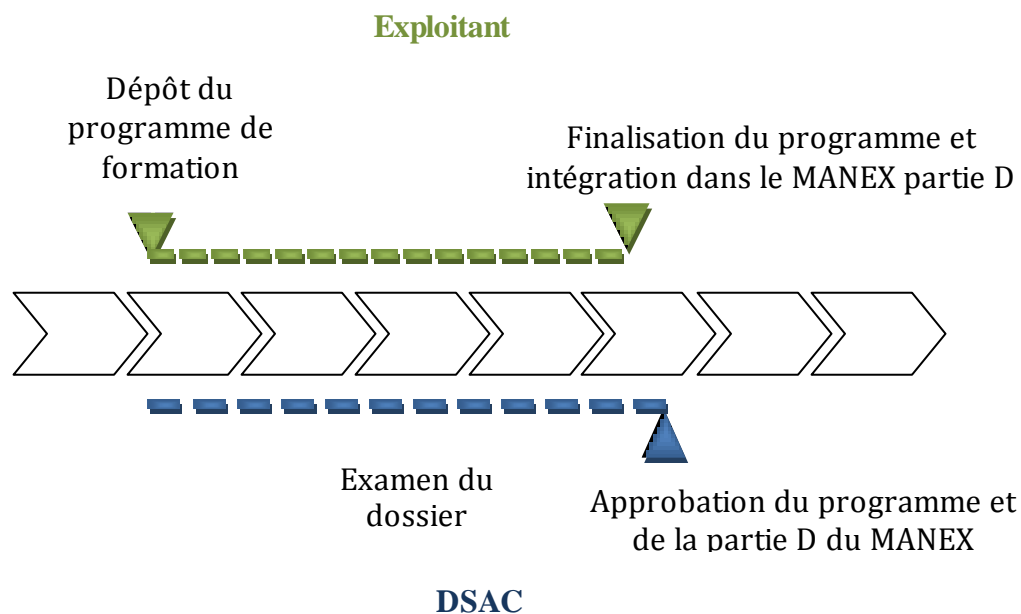 Exploitant
Dépôt du
programme de
formation
Finalisation du programme et
intégration dans le MANEX partie D
Examen du
dossier
Approbation du programme et
de la partie D du MANEX
DSAC